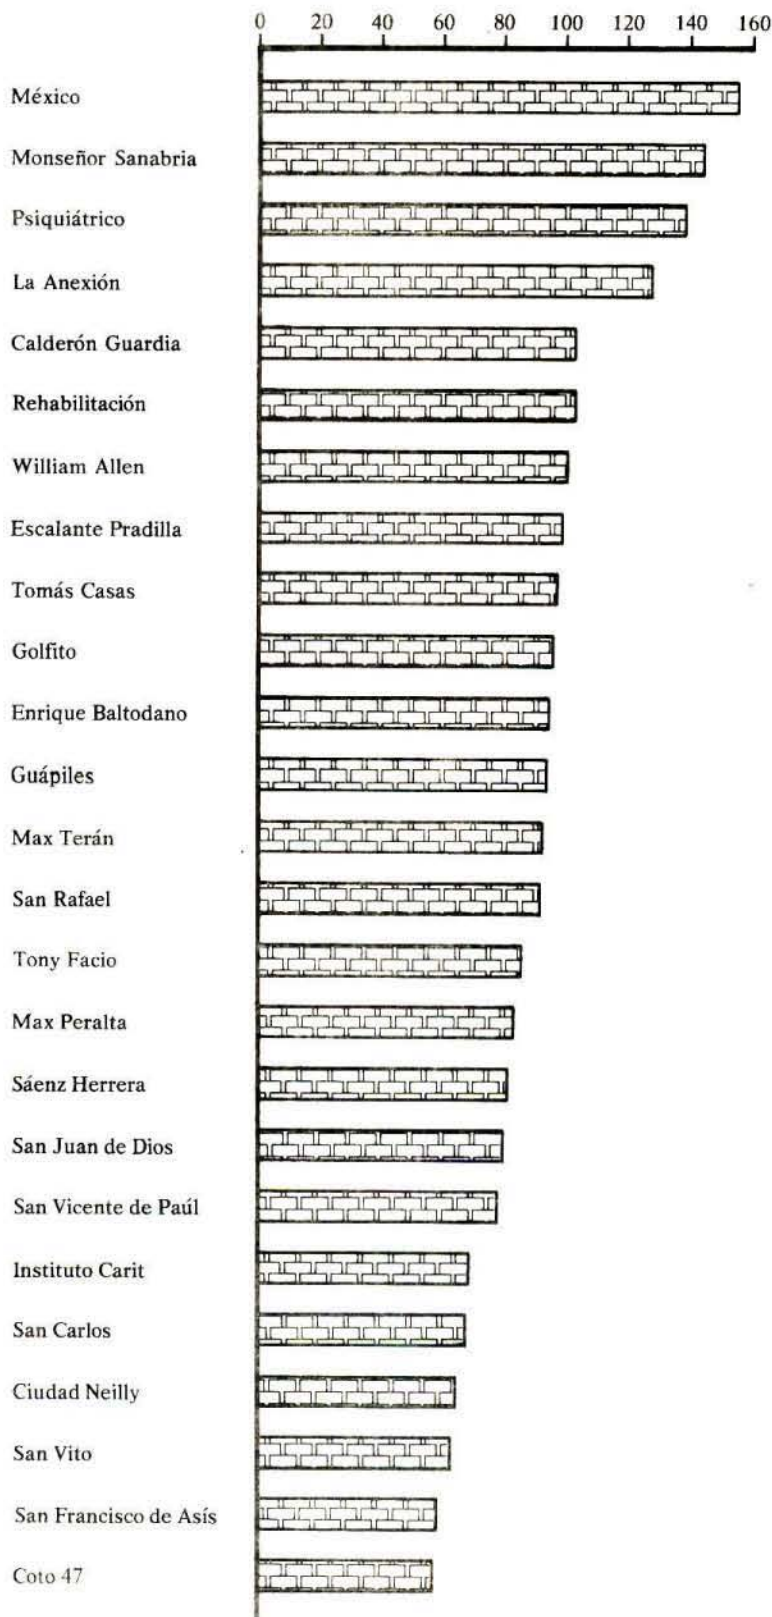 0 20 40 60 80 100 120 140 160
México
Monseñor Sanabria
Psiquiátrico
La Anexión
Calderón Guardia
Rehabilitación
William Allen
Escalante Pradilla
Tomás Casas
Golfito
Enrique Baltodano
Guápiles
Max Terán
San Rafael
Tony Facio
Max Peralta
Sáenz Herrera
San Juan de Dios
San Vicente de Paúl
Instituto Carit
San Carlos
Ciudad Neilly
San Vito
San Francisco de Asís
Coto 47